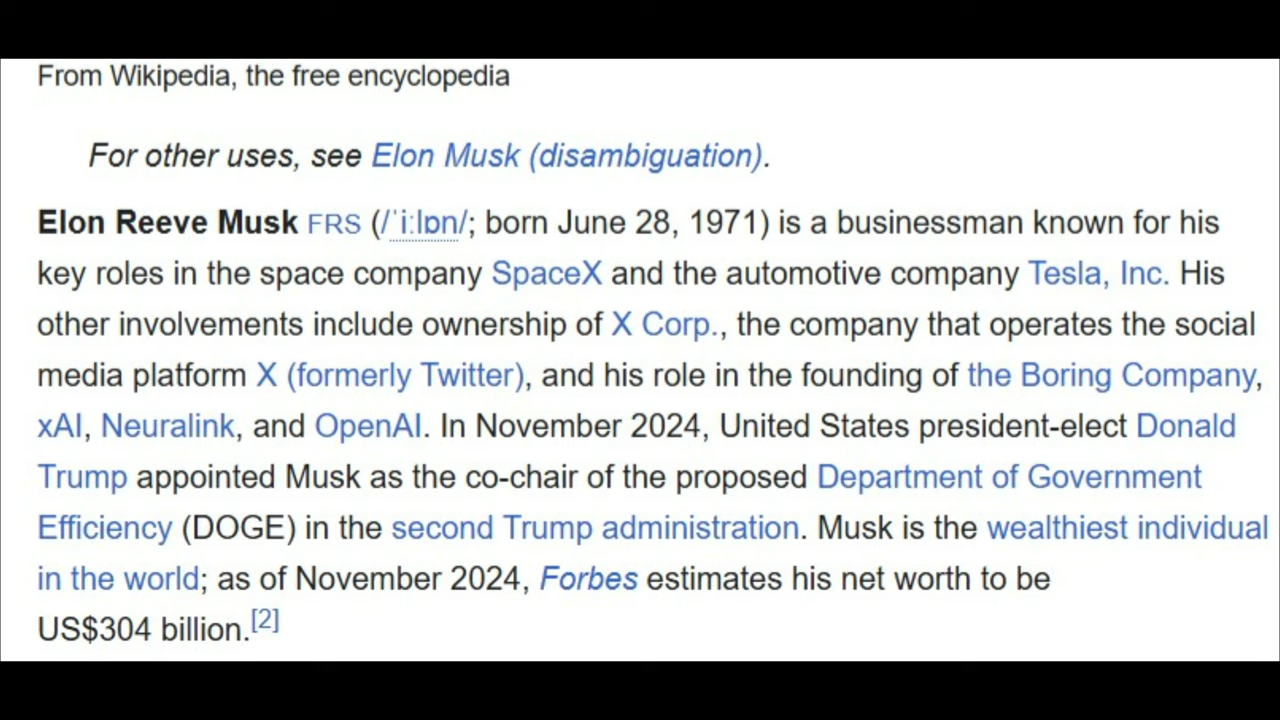 From Wikipedia, the free encyclopedia
For other uses, see Elon Musk (disambiguation).
Elon Reeve Musk FRS (/ˈiːlɒn/; born June 28, 1971) is a businessman known for his
key roles in the space company SpaceX and the automotive company Tesla, Inc. His
other involvements include ownership of X Corp., the company that operates the social
media platform X (formerly Twitter), and his role in the founding of the Boring Company,
xAI, Neuralink, and OpenAI. In November 2024, United States president-elect Donald
Trump appointed Musk as the co-chair of the proposed Department of Government
Efficiency (DOGE) in the second Trump administration. Musk is the wealthiest individual
in the world; as of November 2024, Forbes estimates his net worth to be
US$304 billion.[2]